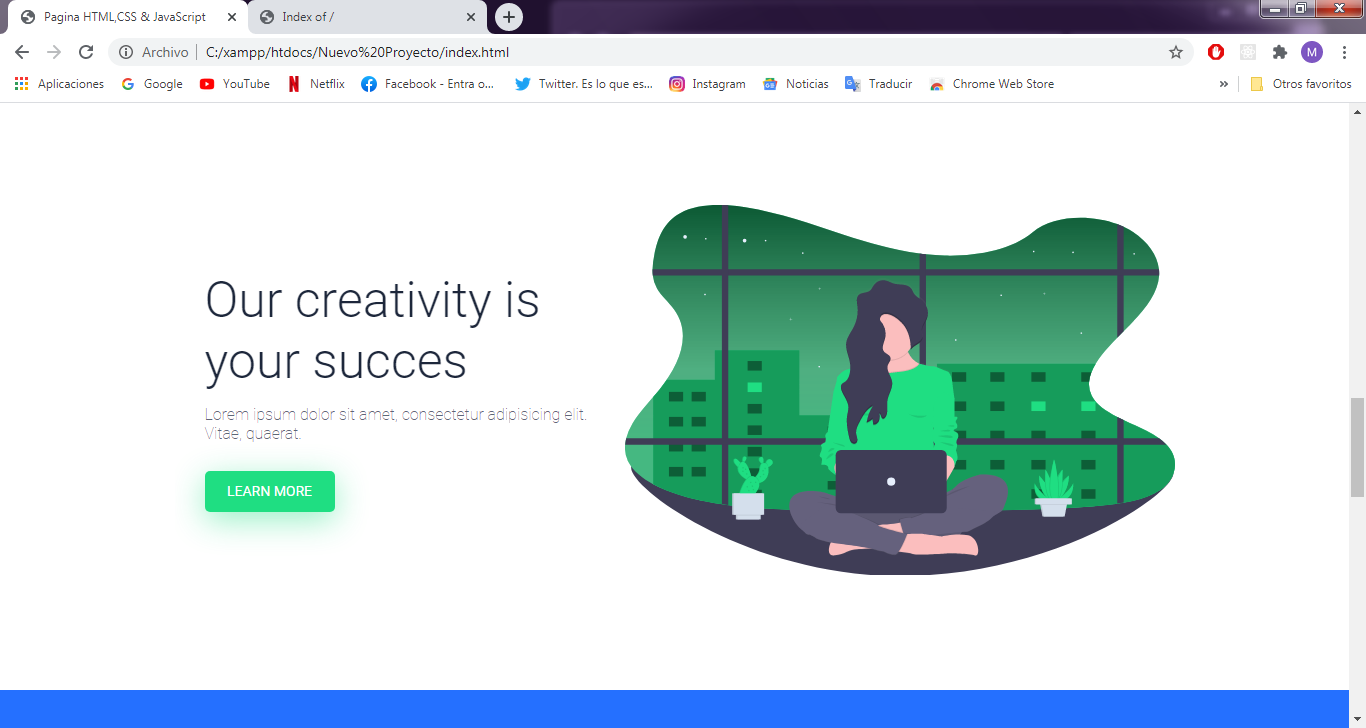 Pagina HTML,CSS & JavaScript
Index of /
Archivo
C:/xampp/htdocs/Nuevo%20Proyecto/index.html
M
Aplicaciones
Google
YouTube
Netflix
Facebook - Entra o...
Twitter. Es lo que es...
Instagram
Noticias
Traducir
Chrome Web Store
»
Otros favoritos
Our creativity is
your succes
Lorem ipsum dolor sit amet, consectetur adipisicing elit.
Vitae, quaerat.
LEARN MORE